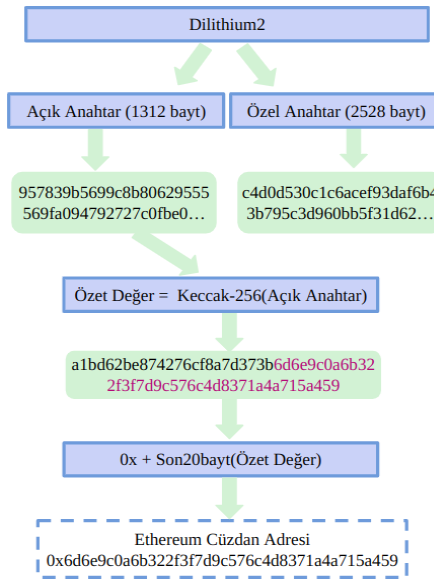 Dilithium2
Açık Anahtar (1312 bayt)
Özel Anahtar (2528 bayt)
957839b5699c8b80629555
569fa094792727c0fbe0…
c4d0d530c1c6acef93daf6b4
3b795c3d960bb5f31d62…
Özet Değer = Keccak-256(Açık Anahtar)
a1bd62be874276cf8a7d373b6d6e9c0a6b32
2f3f7d9c576c4d8371a4a715a459
0x + Son20bayt(Özet Değer)
Ethereum Cüzdan Adresi
0x6d6e9c0a6b322f3f7d9c576c4d8371a4a715a459